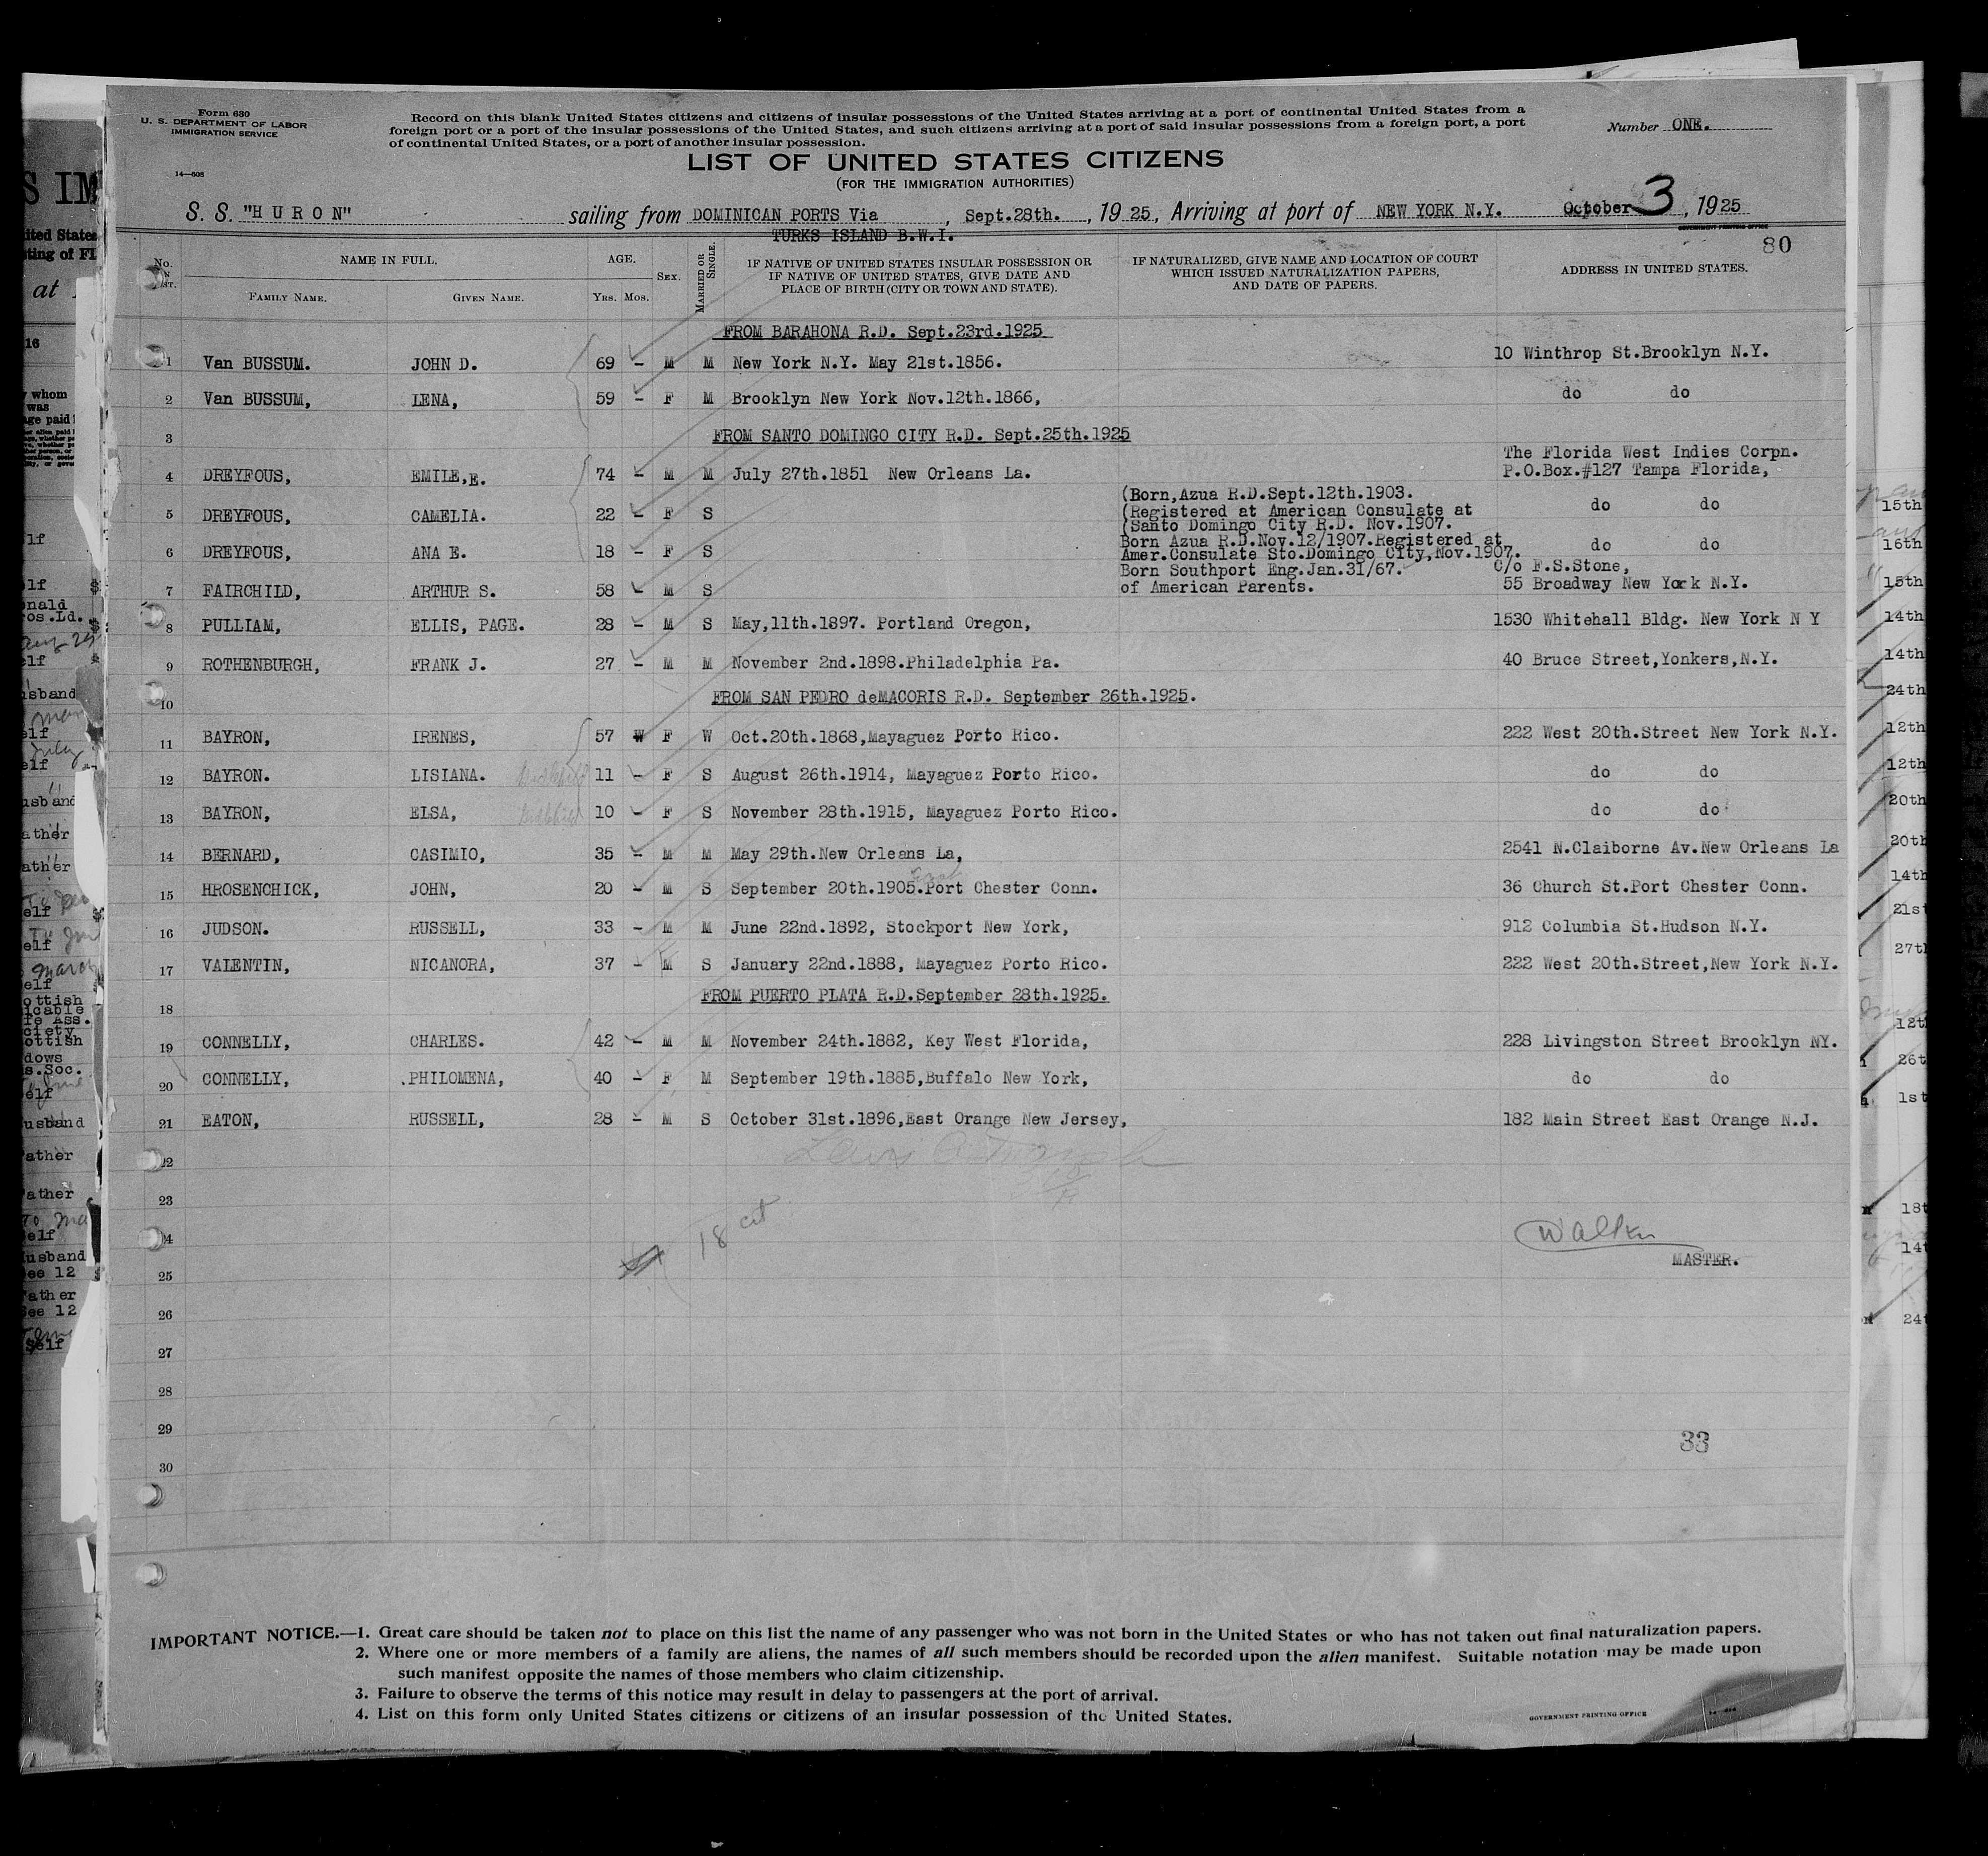 Form 630
U. S. DEPARTMENT OF LABOR
IMMIGRATION SERVICE
14—608
Record on this blank United States citizens and citizens of insular possessions of the United States arriving at a port of continental United States from a
foreign port or a port of the insular possessions of the United States, and such citizens arriving at a port of said insular possessions from a foreign port, a port
of continental United States, or a port of another insular possession.
Number ONE.
LIST OF UNITED STATES CITIZENS
(FOR THE IMMIGRATION AUTHORITIES)
S. S. "H U R O N" sailing from DOMINICAN PORTS Via , Sept.28th. , 19 25, Arriving at port of NEW YORK N.Y. October 3 , 1925
TURKS ISLAND B.W.I.
GOVERNMENT PRINTING OFFICE
80
No. NAME IN FULL. AGE. SEX. MARRIED OR SINGLE. IF NATIVE OF UNITED STATES INSULAR POSSESSION OR IF NATIVE OF UNITED STATES, GIVE DATE AND PLACE OF BIRTH (CITY OR TOWN AND STATE). IF NATURALIZED, GIVE NAME AND LOCATION OF COURT WHICH ISSUED NATURALIZATION PAPERS, AND DATE OF PAPERS. ADDRESS IN UNITED STATES.
FAMILY NAME. GIVEN NAME. YRS. MOS.
FROM BARAHONA R.D. Sept.23rd.1925
1 Van BUSSUM. JOHN D. 69 - M M New York N.Y. May 21st.1856. 10 Winthrop St.Brooklyn N.Y.
2 Van BUSSUM, LENA, 59 - F M Brooklyn New York Nov.12th.1866, do do
3 FROM SANTO DOMINGO CITY R.D. Sept.25th.1925
The Florida West Indies Corpn.
4 DREYFOUS, EMILE,E. 74 - M M July 27th.1851 New Orleans La. P.O.Box.#127 Tampa Florida,
(Born,Azua R.D.Sept.12th.1903.
5 DREYFOUS, CAMELIA. 22 - F S (Registered at American Consulate at do do
(Santo Domingo City R.D. Nov.1907.
Born Azua R.D.Nov.12/1907.Registered at
6 DREYFOUS, ANA E. 18 - F S Amer.Consulate Sto.Domingo City,Nov.1907. do do
Born Southport Eng.Jan.31/67. C/o F.S.Stone,
7 FAIRCHILD, ARTHUR S. 58 - M S of American Parents. 55 Broadway New York N.Y.
8 PULLIAM, ELLIS, PAGE. 28 - M S May,11th.1897. Portland Oregon, 1530 Whitehall Bldg. New York N Y
9 ROTHENBURGH, FRANK J. 27 - M M November 2nd.1898.Philadelphia Pa. 40 Bruce Street,Yonkers,N.Y.
10 FROM SAN PEDRO deMACORIS R.D. September 26th.1925.
11 BAYRON, IRENES, 57 W F W Oct.20th.1868,Mayaguez Porto Rico. 222 West 20th.Street New York N.Y.
12 BAYRON. LISIANA. 11 - F S August 26th.1914, Mayaguez Porto Rico. do do
13 BAYRON, ELSA, 10 - F S November 28th.1915, Mayaguez Porto Rico. do do
14 BERNARD, CASIMIO, 35 - M M May 29th.New Orleans La, 2541 N.Claiborne Av.New Orleans La
15 HROSENCHICK, JOHN, 20 - M S September 20th.1905.Port Chester Conn. 36 Church St.Port Chester Conn.
16 JUDSON. RUSSELL, 33 - M M June 22nd.1892, Stockport New York, 912 Columbia St.Hudson N.Y.
17 VALENTIN, NICANORA, 37 - M S January 22nd.1888, Mayaguez Porto Rico. 222 West 20th.Street,New York N.Y.
18 FROM PUERTO PLATA R.D.September 28th.1925.
19 CONNELLY, CHARLES. 42 - M M November 24th.1882, Key West Florida, 228 Livingston Street Brooklyn NY.
20 CONNELLY, .PHILOMENA, 40 - F M September 19th.1885,Buffalo New York, do do
21 EATON, RUSSELL, 28 - M S October 31st.1896,East Orange New Jersey, 182 Main Street East Orange N.J.
22
23
24 18 cit Walker
MASTER.
25
26
27
28
29
33
30
IMPORTANT NOTICE.—1. Great care should be taken not to place on this list the name of any passenger who was not born in the United States or who has not taken out final naturalization papers.
2. Where one or more members of a family are aliens, the names of all such members should be recorded upon the alien manifest. Suitable notation may be made upon
such manifest opposite the names of those members who claim citizenship.
3. Failure to observe the terms of this notice may result in delay to passengers at the port of arrival.
4. List on this form only United States citizens or citizens of an insular possession of the United States.
GOVERNMENT PRINTING OFFICE